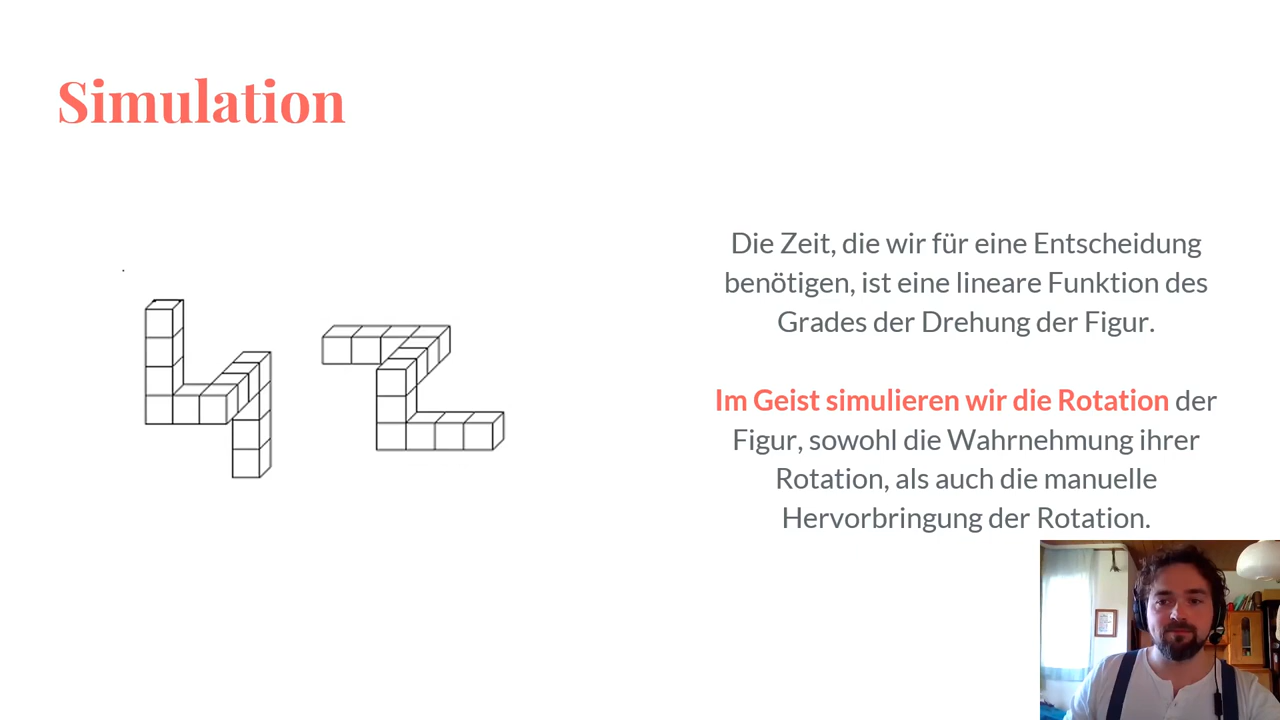 Simulation
Die Zeit, die wir für eine Entscheidung
benötigen, ist eine lineare Funktion des
Grades der Drehung der Figur.
Im Geist simulieren wir die Rotation der
Figur, sowohl die Wahrnehmung ihrer
Rotation, als auch die manuelle
Hervorbringung der Rotation.